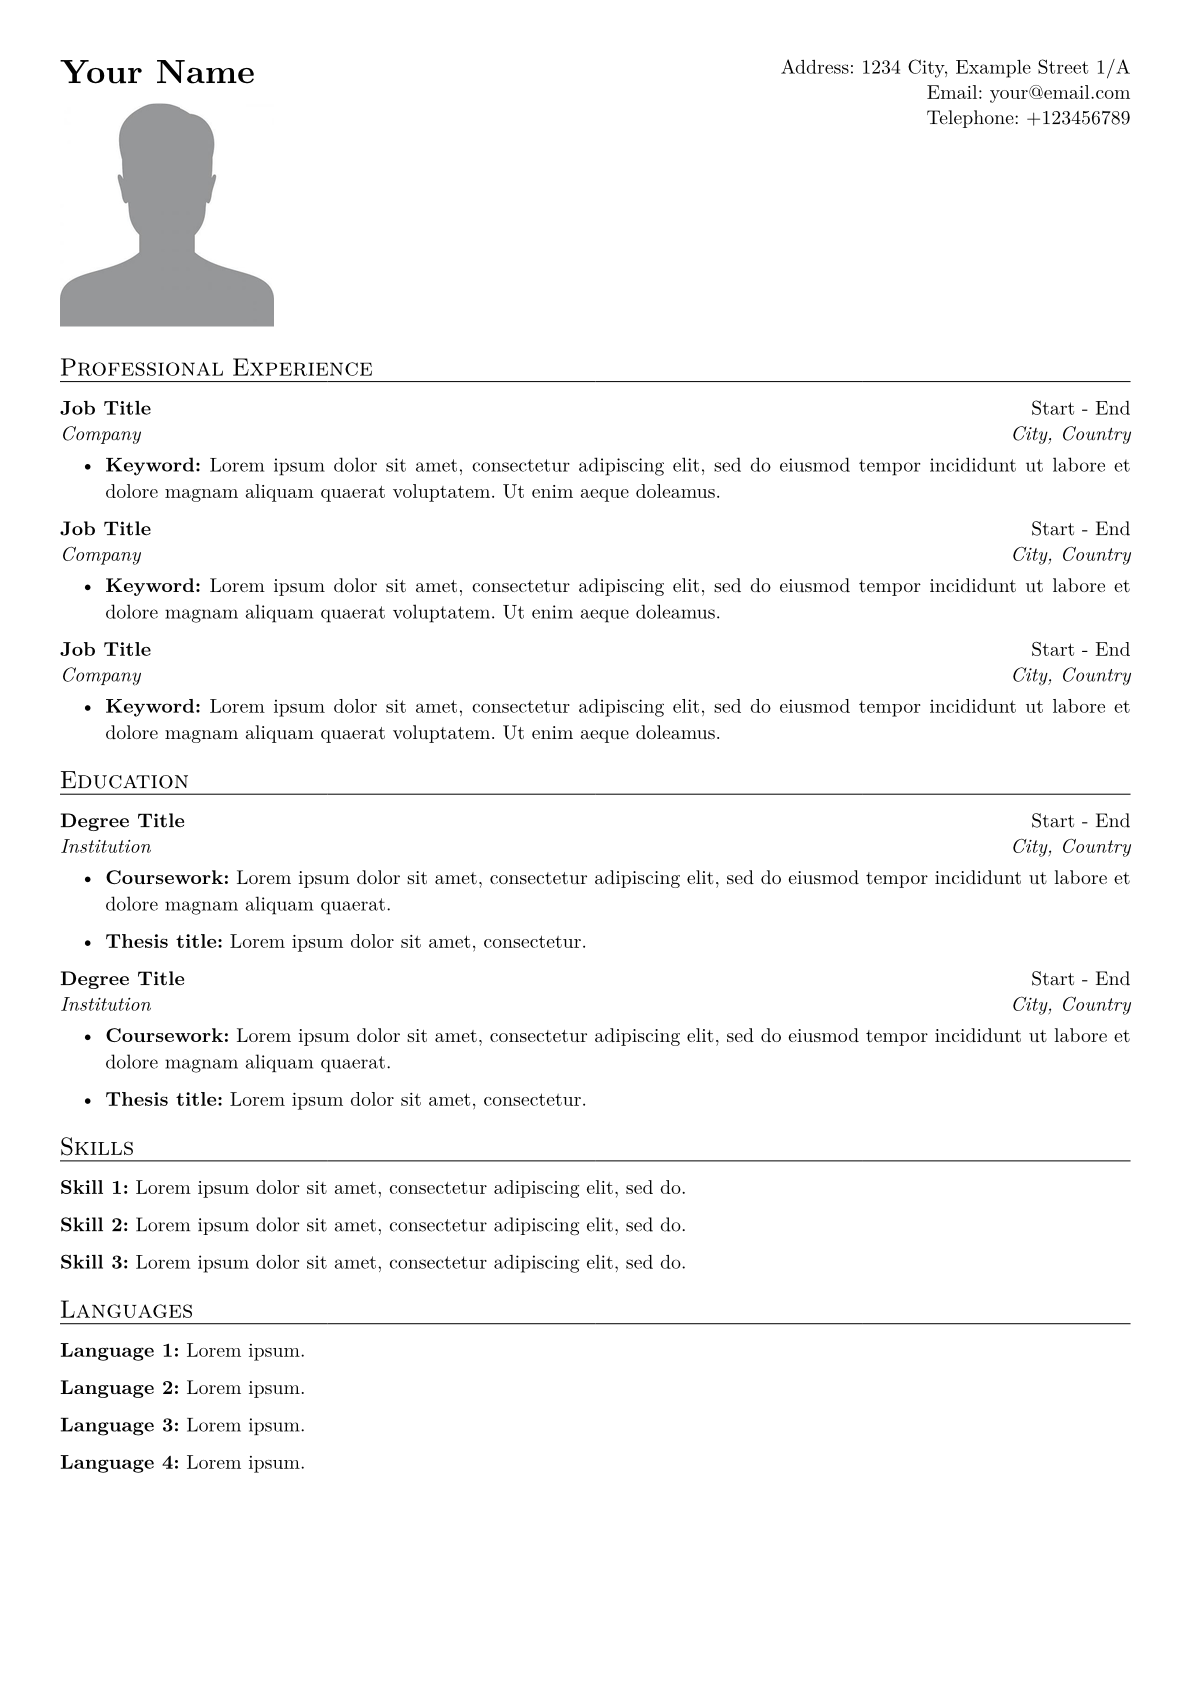 Your Name
Address: 1234 City, Example Street 1/A
Email: your@email.com
Telephone: +123456789
Professional Experience
Job Title Start - End
Company City, Country
• Keyword: Lorem ipsum dolor sit amet, consectetur adipiscing elit, sed do eiusmod tempor incididunt ut labore et
dolore magnam aliquam quaerat voluptatem. Ut enim aeque doleamus.
Job Title Start - End
Company City, Country
• Keyword: Lorem ipsum dolor sit amet, consectetur adipiscing elit, sed do eiusmod tempor incididunt ut labore et
dolore magnam aliquam quaerat voluptatem. Ut enim aeque doleamus.
Job Title Start - End
Company City, Country
• Keyword: Lorem ipsum dolor sit amet, consectetur adipiscing elit, sed do eiusmod tempor incididunt ut labore et
dolore magnam aliquam quaerat voluptatem. Ut enim aeque doleamus.
Education
Degree Title Start - End
Institution City, Country
• Coursework: Lorem ipsum dolor sit amet, consectetur adipiscing elit, sed do eiusmod tempor incididunt ut labore et
dolore magnam aliquam quaerat.
• Thesis title: Lorem ipsum dolor sit amet, consectetur.
Degree Title Start - End
Institution City, Country
• Coursework: Lorem ipsum dolor sit amet, consectetur adipiscing elit, sed do eiusmod tempor incididunt ut labore et
dolore magnam aliquam quaerat.
• Thesis title: Lorem ipsum dolor sit amet, consectetur.
Skills
Skill 1: Lorem ipsum dolor sit amet, consectetur adipiscing elit, sed do.
Skill 2: Lorem ipsum dolor sit amet, consectetur adipiscing elit, sed do.
Skill 3: Lorem ipsum dolor sit amet, consectetur adipiscing elit, sed do.
Languages
Language 1: Lorem ipsum.
Language 2: Lorem ipsum.
Language 3: Lorem ipsum.
Language 4: Lorem ipsum.